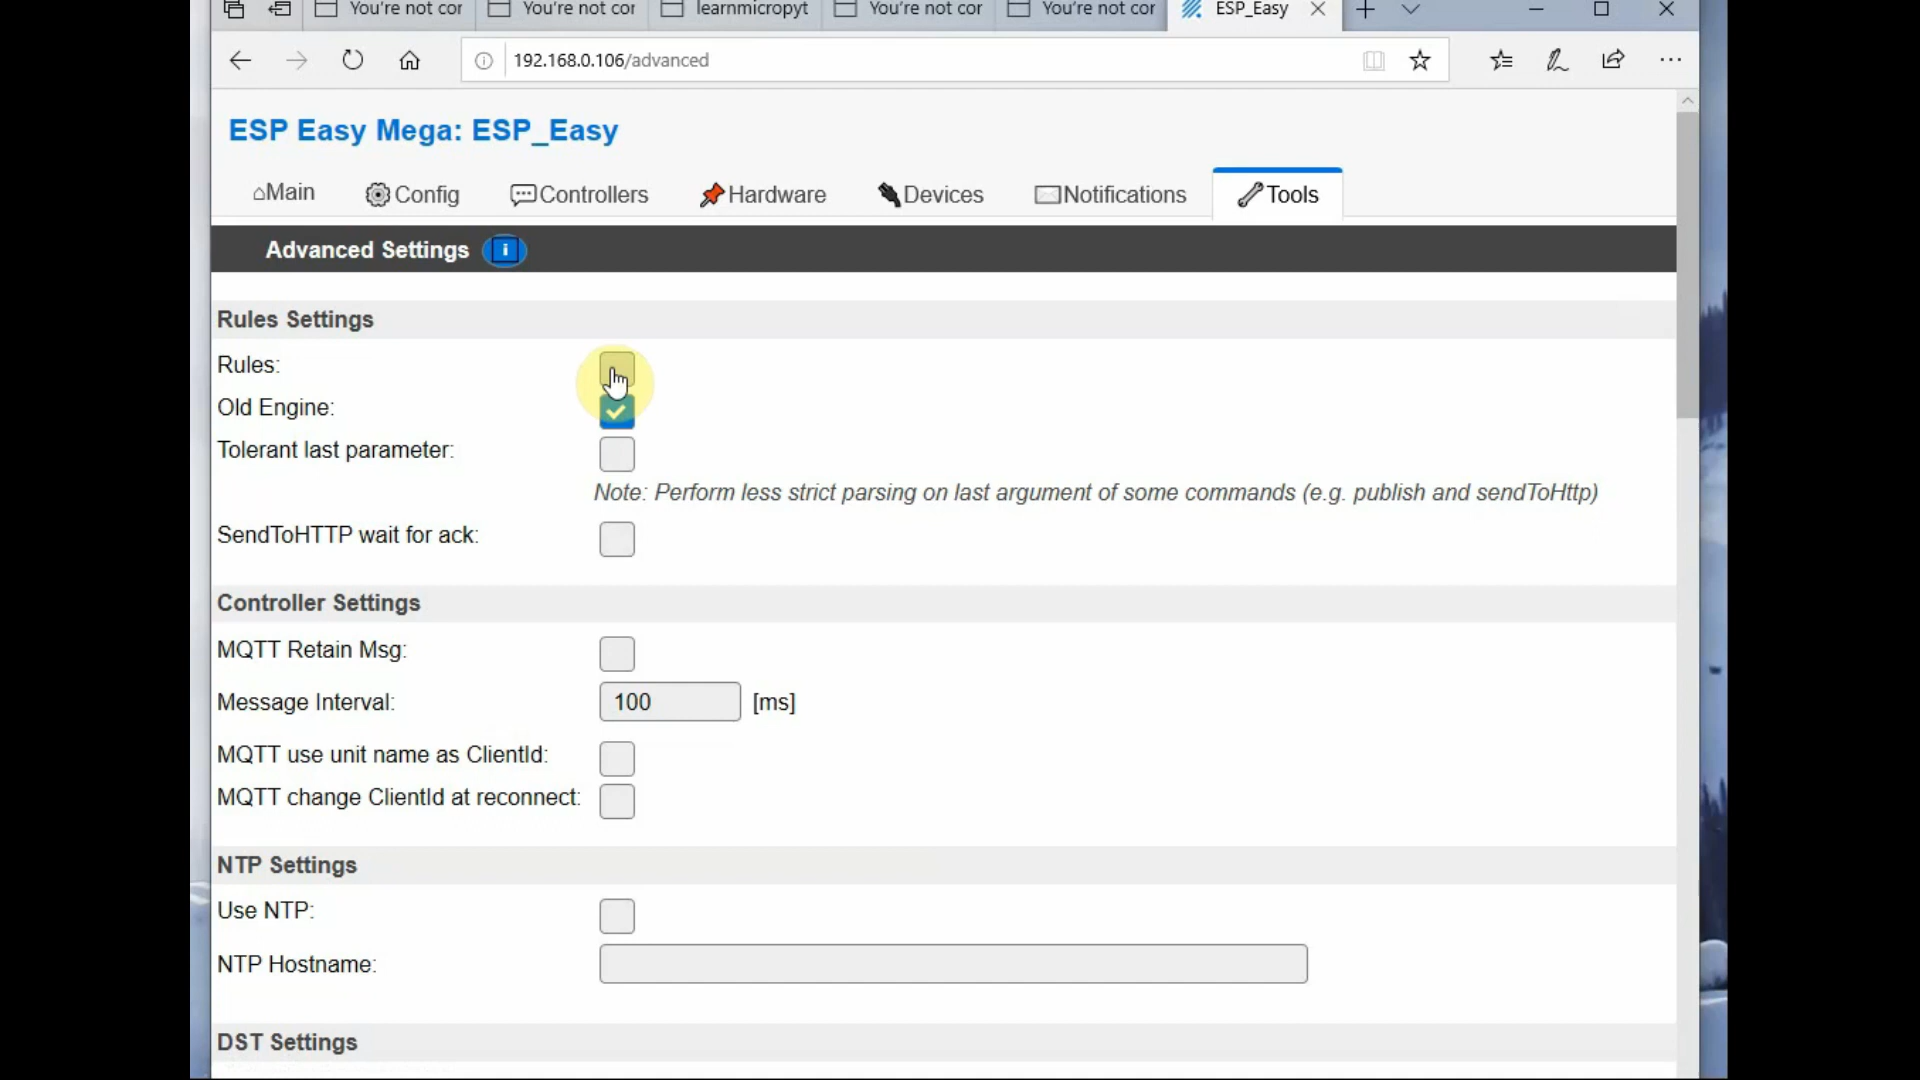 You're not cor
You're not cor
learnmicropyt
You're not cor
You're not cor
ESP_Easy
192.168.0.106/advanced
ESP Easy Mega: ESP_Easy
Main
Config
Controllers
Hardware
Devices
Notifications
Tools
Advanced Settings i
Rules Settings
Rules:
Old Engine:
Tolerant last parameter:
Note: Perform less strict parsing on last argument of some commands (e.g. publish and sendToHttp)
SendToHTTP wait for ack:
Controller Settings
MQTT Retain Msg:
Message Interval: 100 [ms]
MQTT use unit name as ClientId:
MQTT change ClientId at reconnect:
NTP Settings
Use NTP:
NTP Hostname:
DST Settings